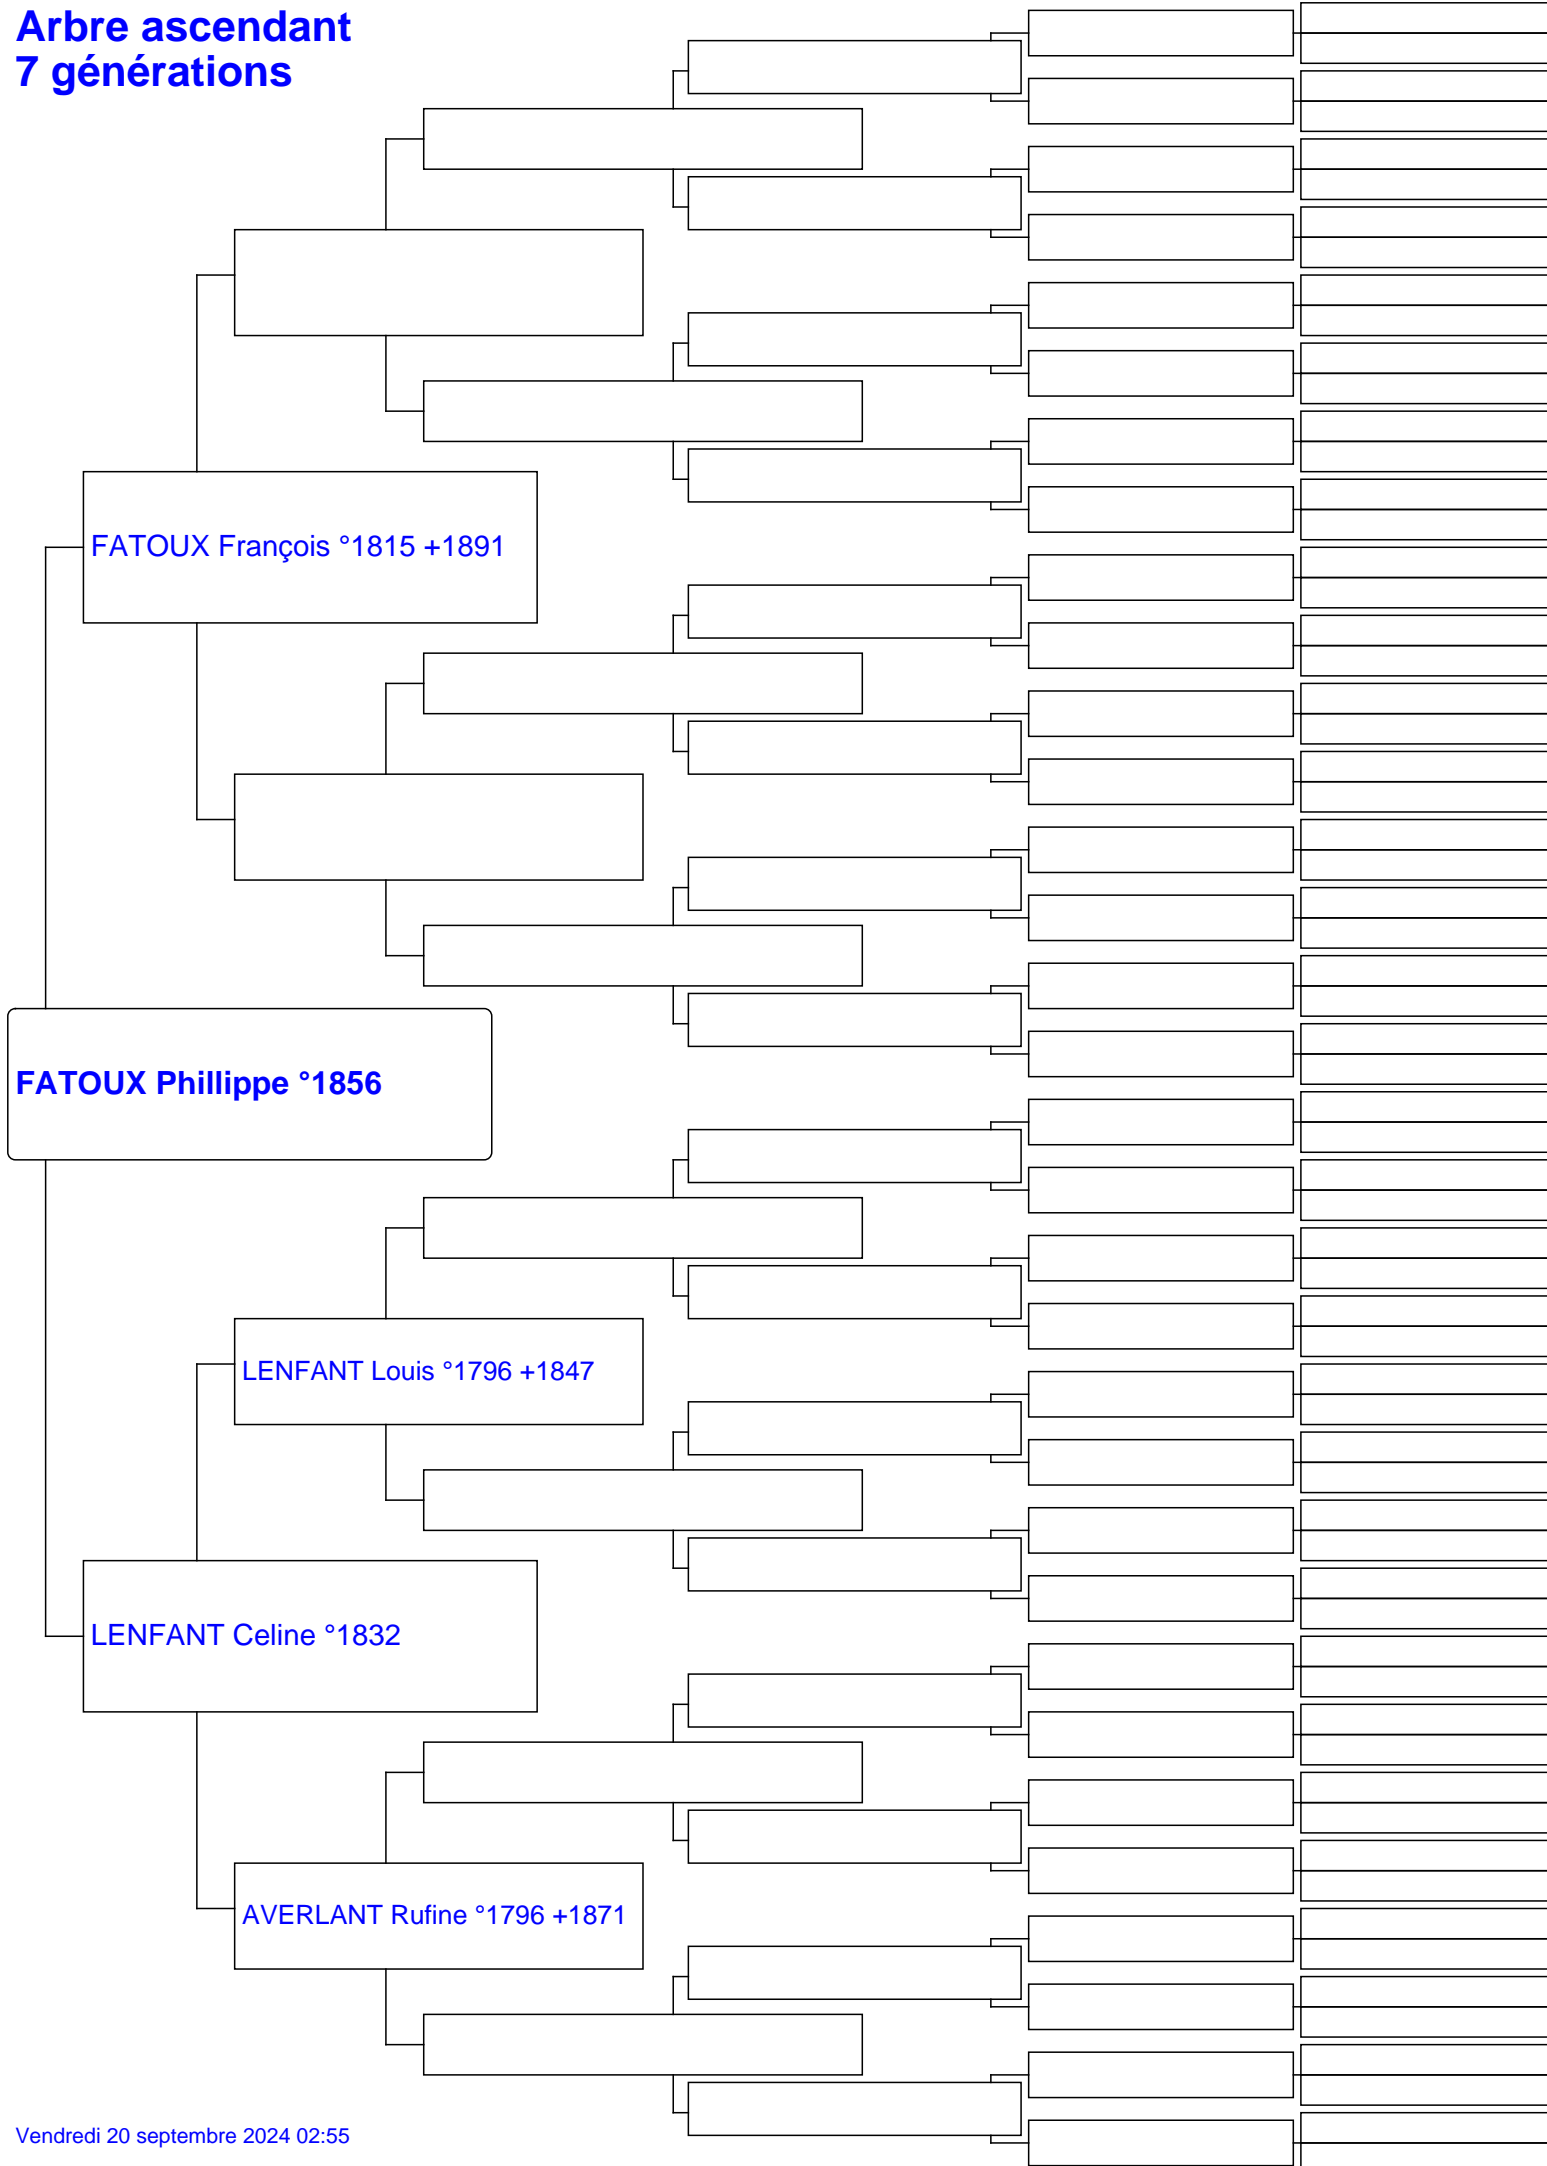 Arbre ascendant
7 générations
FATOUX François °1815 +1891
FATOUX Phillippe °1856
LENFANT Louis °1796 +1847
LENFANT Celine °1832
AVERLANT Rufine °1796 +1871
Vendredi 20 septembre 2024 02:55